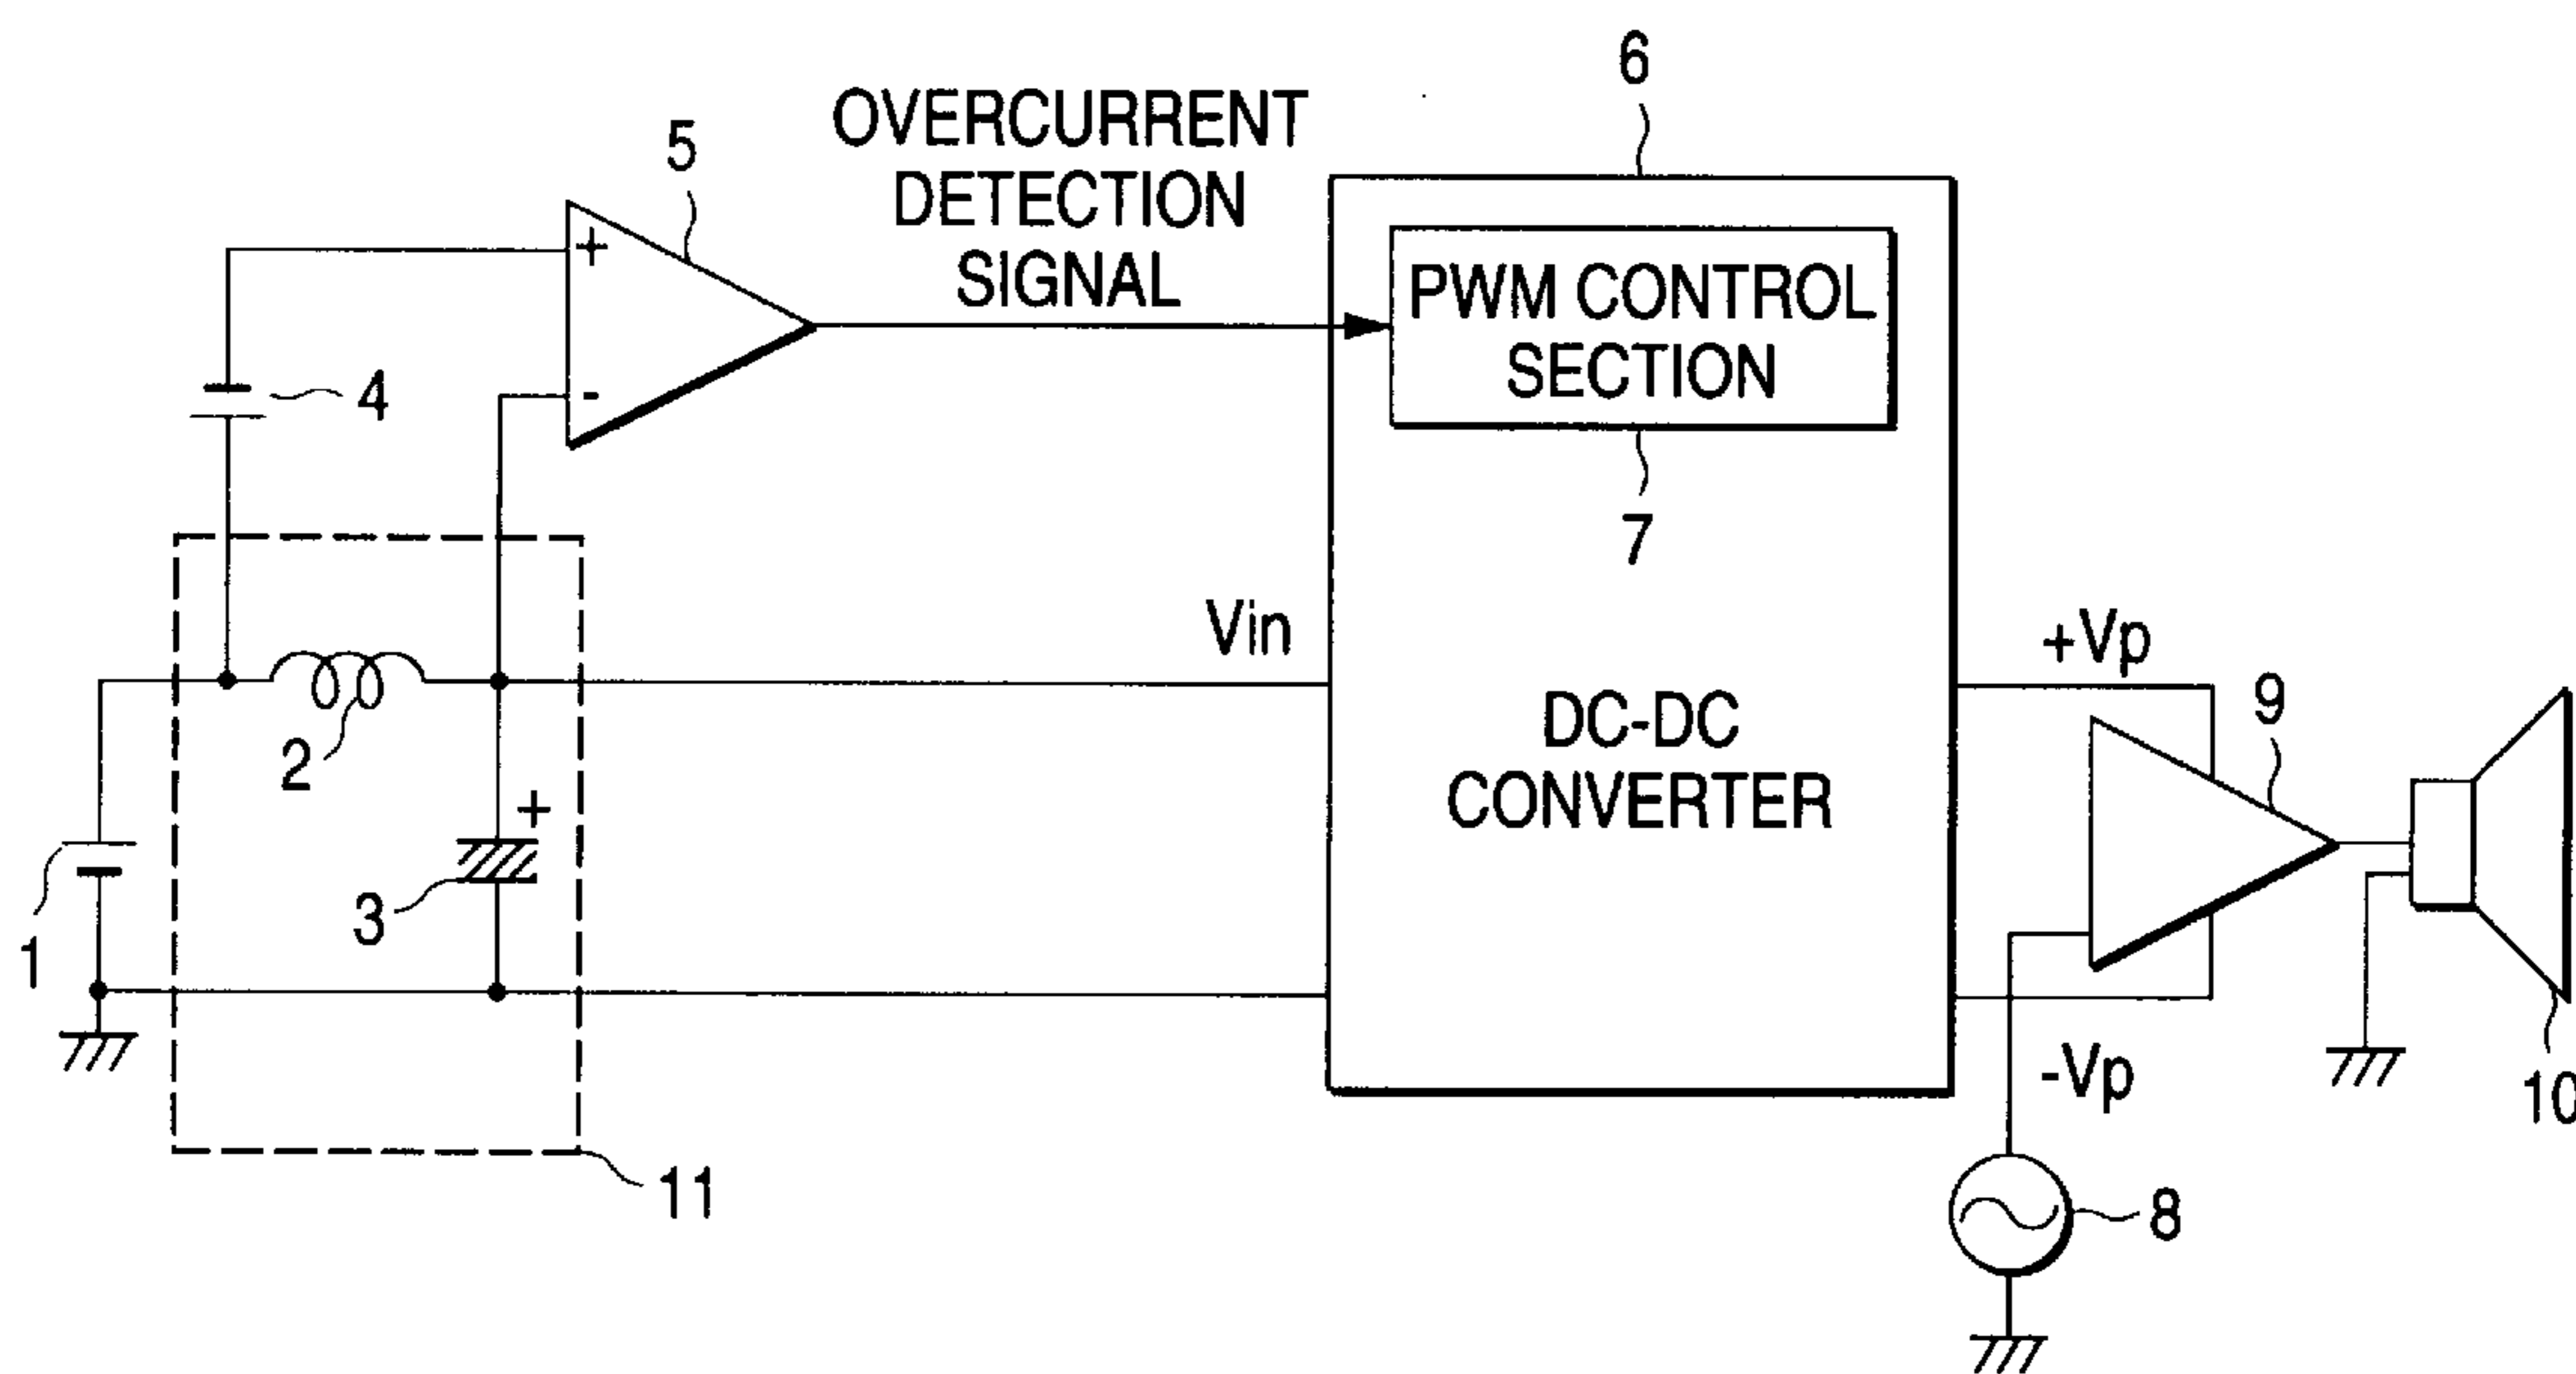 6
5
OVERCURRENT
DETECTION
SIGNAL
+
PWM CONTROL
SECTION
4
-
7
Vin
+Vp
9
2
DC-DC
CONVERTER
+
3
1
-Vp
10
11
8